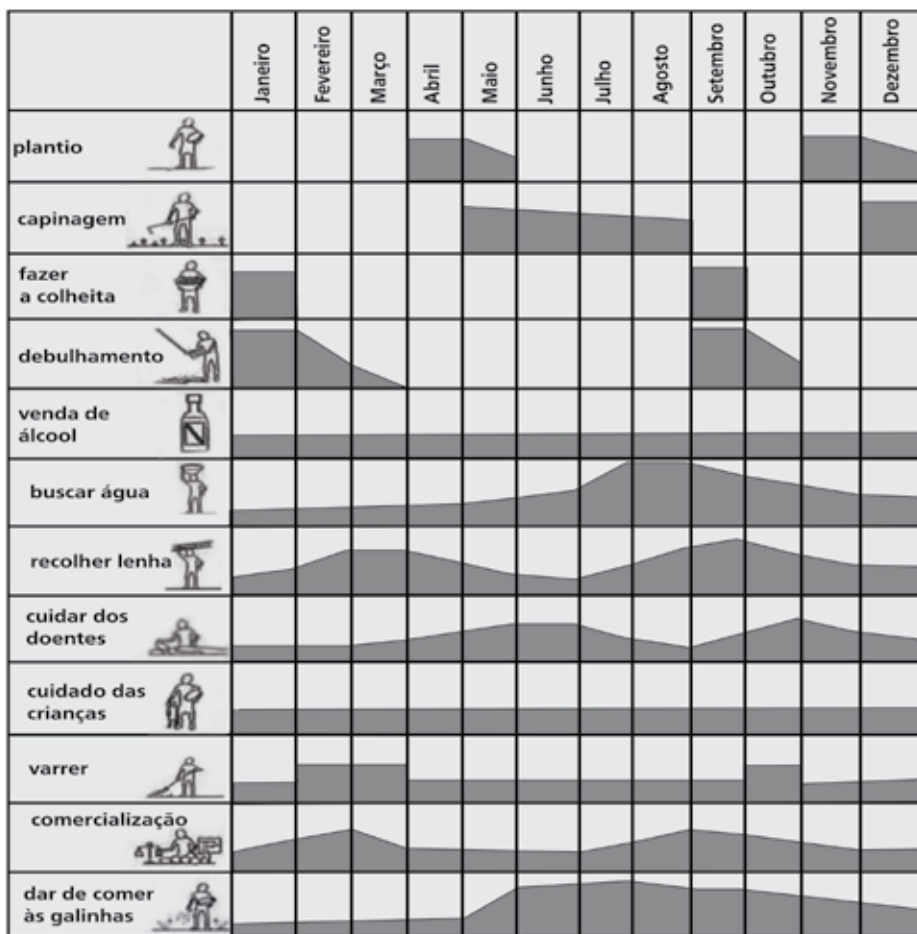 Janeiro
Fevereiro
Março
Abril
Maio
Junho
Julho
Agosto
Setembro
Outubro
Novembro
Dezembro
plantio
capinagem
fazer
a colheita
debulhamento
venda de
álcool
buscar água
recolher lenha
cuidar dos
doentes
cuidado das
crianças
varrer
comercialização
dar de comer
às galinhas